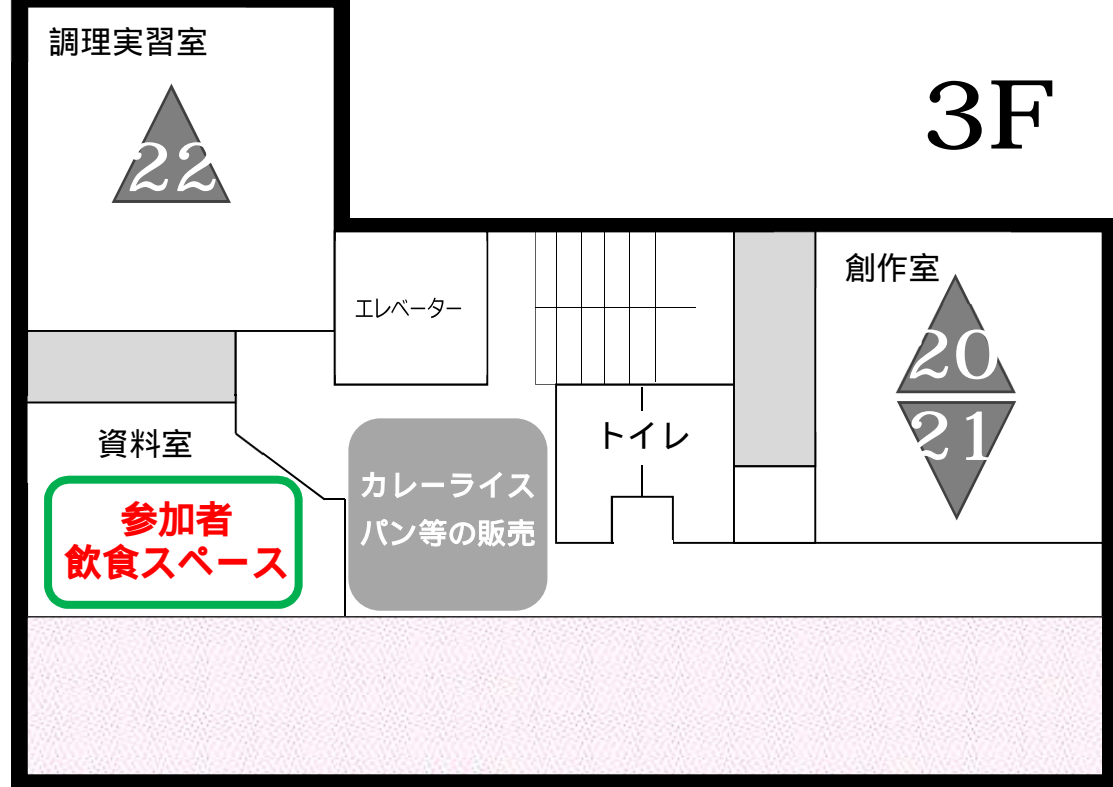 調理実習室
22
3F
エレベーター
創作室
20
21
トイレ
資料室
参加者
飲食スペース
カレーライス
パン等の販売